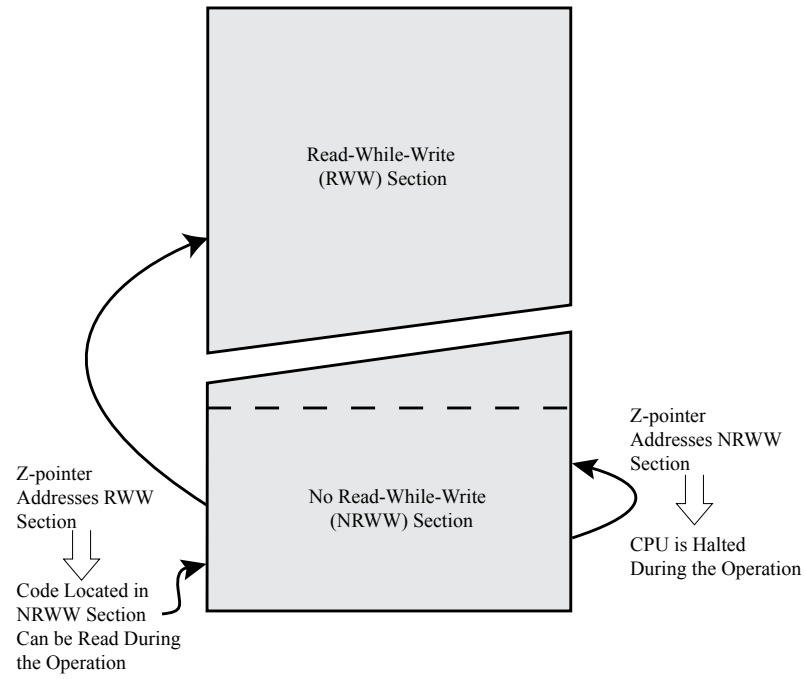 Read-While-Write
(RWW) Section
Z-pointer
Addresses NRWW
Section
CPU is Halted
During the Operation
No Read-While-Write
(NRWW) Section
Z-pointer
Addresses RWW
Section
Code Located in
NRWW Section
Can be Read During
the Operation